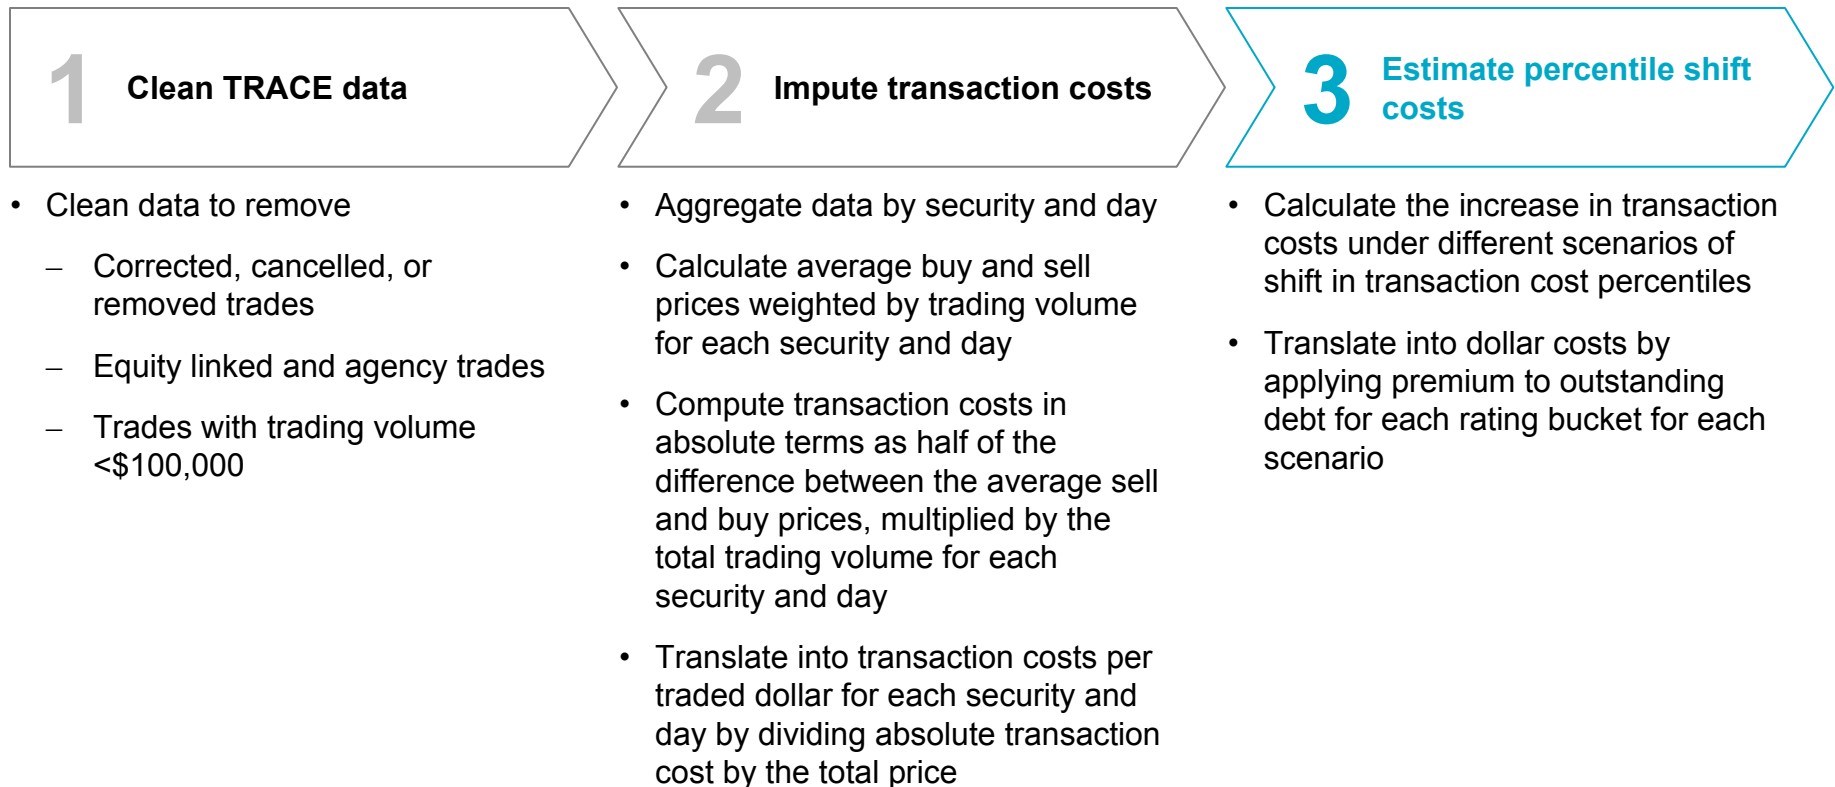 1
Clean TRACE data
• Clean data to remove
– Corrected, cancelled, or
removed trades
– Equity linked and agency trades
– Trades with trading volume
<$100,000
2
Impute transaction costs
• Aggregate data by security and day
• Calculate average buy and sell
prices weighted by trading volume
for each security and day
• Compute transaction costs in
absolute terms as half of the
difference between the average sell
and buy prices, multiplied by the
total trading volume for each
security and day
• Translate into transaction costs per
traded dollar for each security and
day by dividing absolute transaction
cost by the total price
3
Estimate percentile shift
costs
• Calculate the increase in transaction
costs under different scenarios of
shift in transaction cost percentiles
• Translate into dollar costs by
applying premium to outstanding
debt for each rating bucket for each
scenario